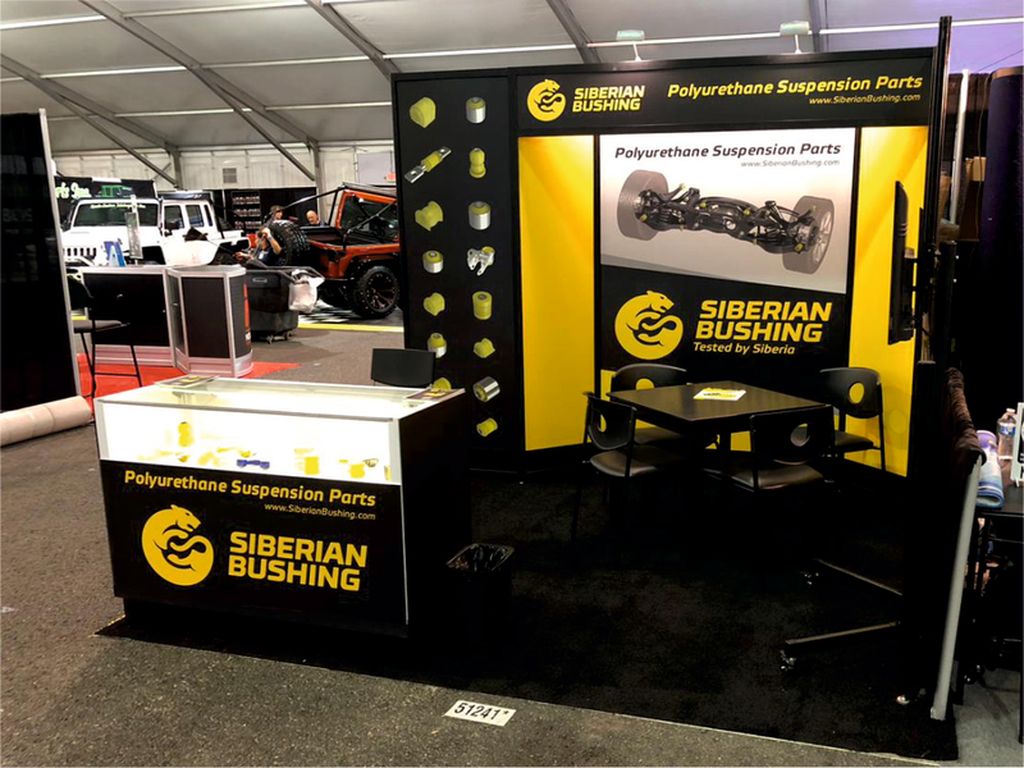 SIBERIAN
BUSHING
Polyurethane Suspension Parts
www.SiberianBushing.com
Polyurethane Suspension Parts
www.SiberianBushing.com
SIBERIAN
BUSHING
Tested by Siberia
Polyurethane Suspension Parts
www.SiberianBushing.com
SIBERIAN
BUSHING
51241*